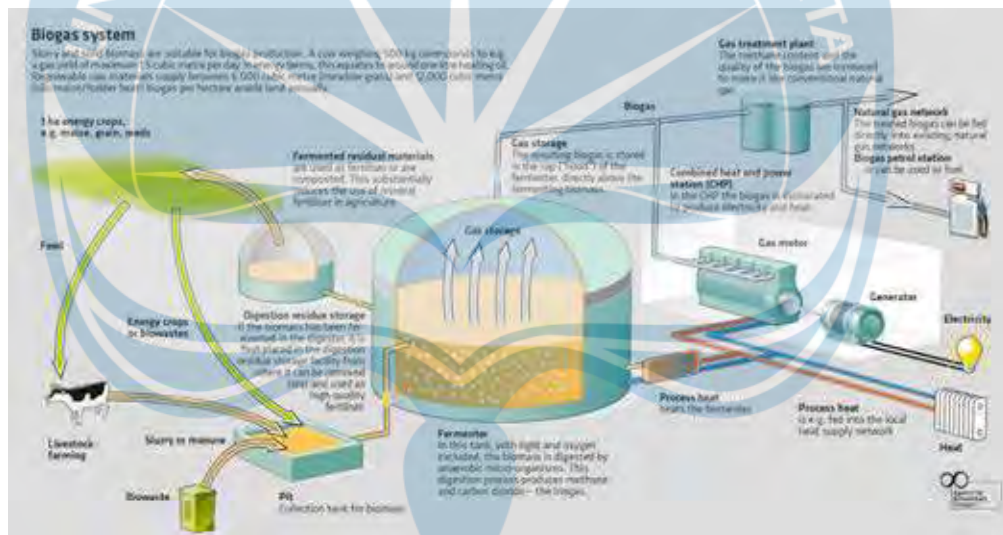 Biogas system
Slurry and solid biomass are suitable for biogas production. A cow weighing 500 kg corresponds to e.g.
a gas yield of maximum 1.5 cubic metre per day. In energy terms, this equates to around one litre heating oil.
Renewable raw materials supply between 6 000 cubic metre (meadow grass) and 12,000 cubic metre
biogas per hectare arable land annually.
energy crops,
e.g. maize, grain,
Fermented residual materials
are used as fertiliser or are
composted. This substantially
reduces the use of mineral
fertiliser in agriculture
Gas storage
The resulting biogas is stored
in the cap ("hood") of the
fermenter, directly above the
fermenting biomass
Biogas
Gas treatment plant
The methane content and the
quality of the biogas are increased
to make it like conventional natural
gas
Natural gas network
The treated biogas can be fed
directly into existing natural
gas networks
Biogas petrol station
or can be used as fuel
Combined heat and power
station (CHP)
In the CHP the biogas is incinerated
to produce electricity and heat
Gas storage
Feed
Gas motor
Generator
Electricity
Energy crops
or biowastes
Digestion residue storage
If the biomass has been
in the digester, it is
first placed in the digestion
residue storage facility from
where it can be removed
later and used as
high quality
fertiliser
Livestock
farming
Slurry or manure
Biowaste
Pit
Collection tank for biomass
Fermenter
In this tank, with light and oxygen
excluded, the biomass is digested by
anaerobic micro-organisms. This
digestion process produces methane
and carbon dioxide – the biogas.
Process heat
heats the fermenter
Process heat
is e.g. fed into the local
heat supply network
Heat